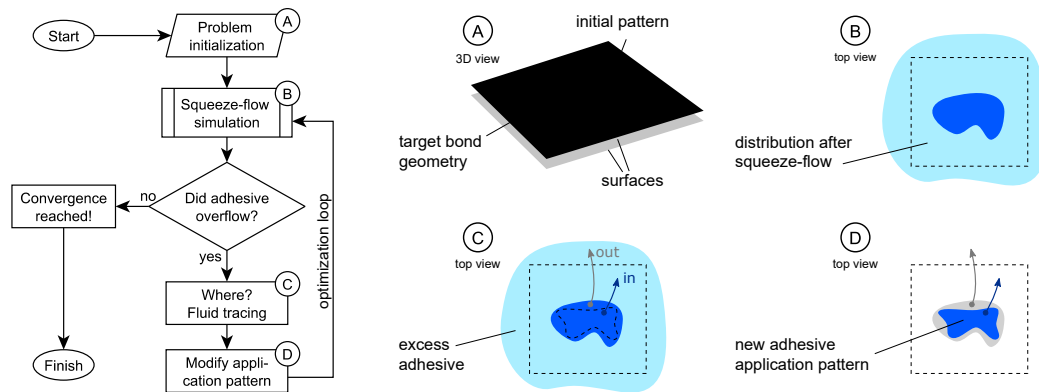 Start
Problem
initialization
A
Squeeze-flow
simulation
B
Did adhesive
overflow?
no
Convergence
reached!
yes
Where?
Fluid tracing
C
Modify appli-
cation pattern
D
Finish
optimization loop
A
3D view
initial pattern
target bond
geometry
surfaces
B
top view
distribution after
squeeze-flow
C
top view
out
in
excess
adhesive
D
top view
new adhesive
application pattern